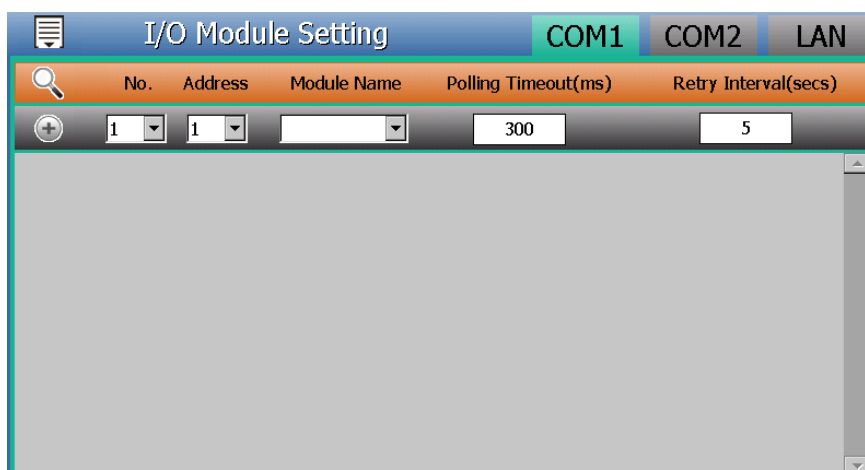 I/O Module Setting COM1 COM2 LAN
No. Address Module Name Polling Timeout(ms) Retry Interval(secs)
1 1 300 5